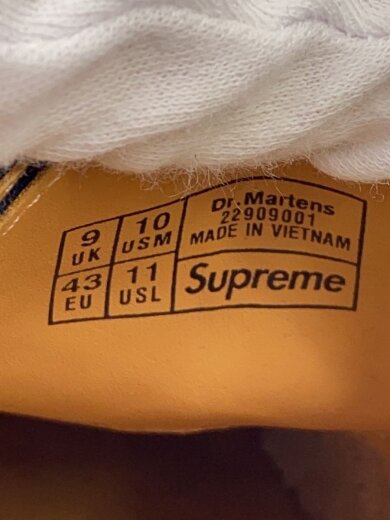 9 UK
10 USM
43 EU
11 USL
Dr. Martens
22909001
MADE IN VIETNAM
Supreme